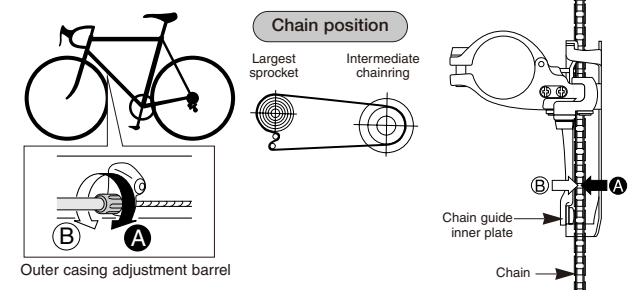 Chain position
Largest
sprocket
Intermediate
chainring
B
A
Outer casing adjustment barrel
B
A
Chain guide
inner plate
Chain